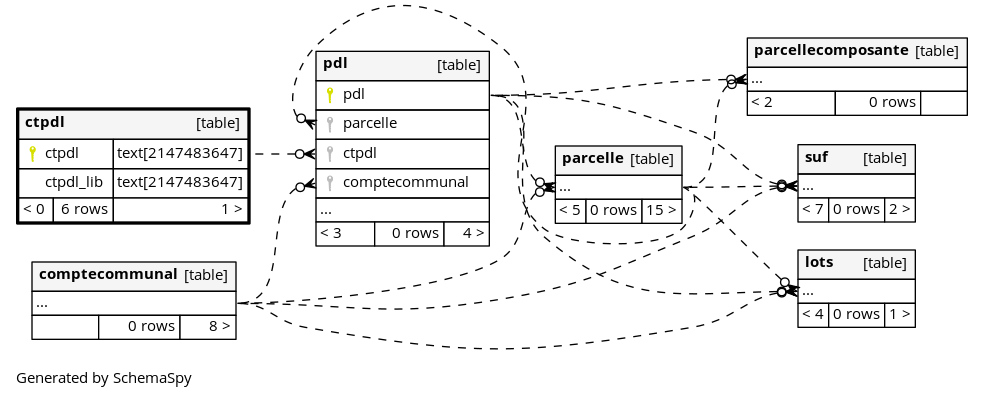 ctpdl [table]
ctpdl text[2147483647]
ctpdl_lib text[2147483647]
< 0 6 rows 1 >
comptecommunal [table]
...
0 rows 8 >
pdl [table]
pdl
parcelle
ctpdl
comptecommunal
...
< 3 0 rows 4 >
parcelle [table]
...
< 5 0 rows 15 >
parcellecomposante [table]
...
< 2 0 rows
suf [table]
...
< 7 0 rows 2 >
lots [table]
...
< 4 0 rows 1 >
Generated by SchemaSpy